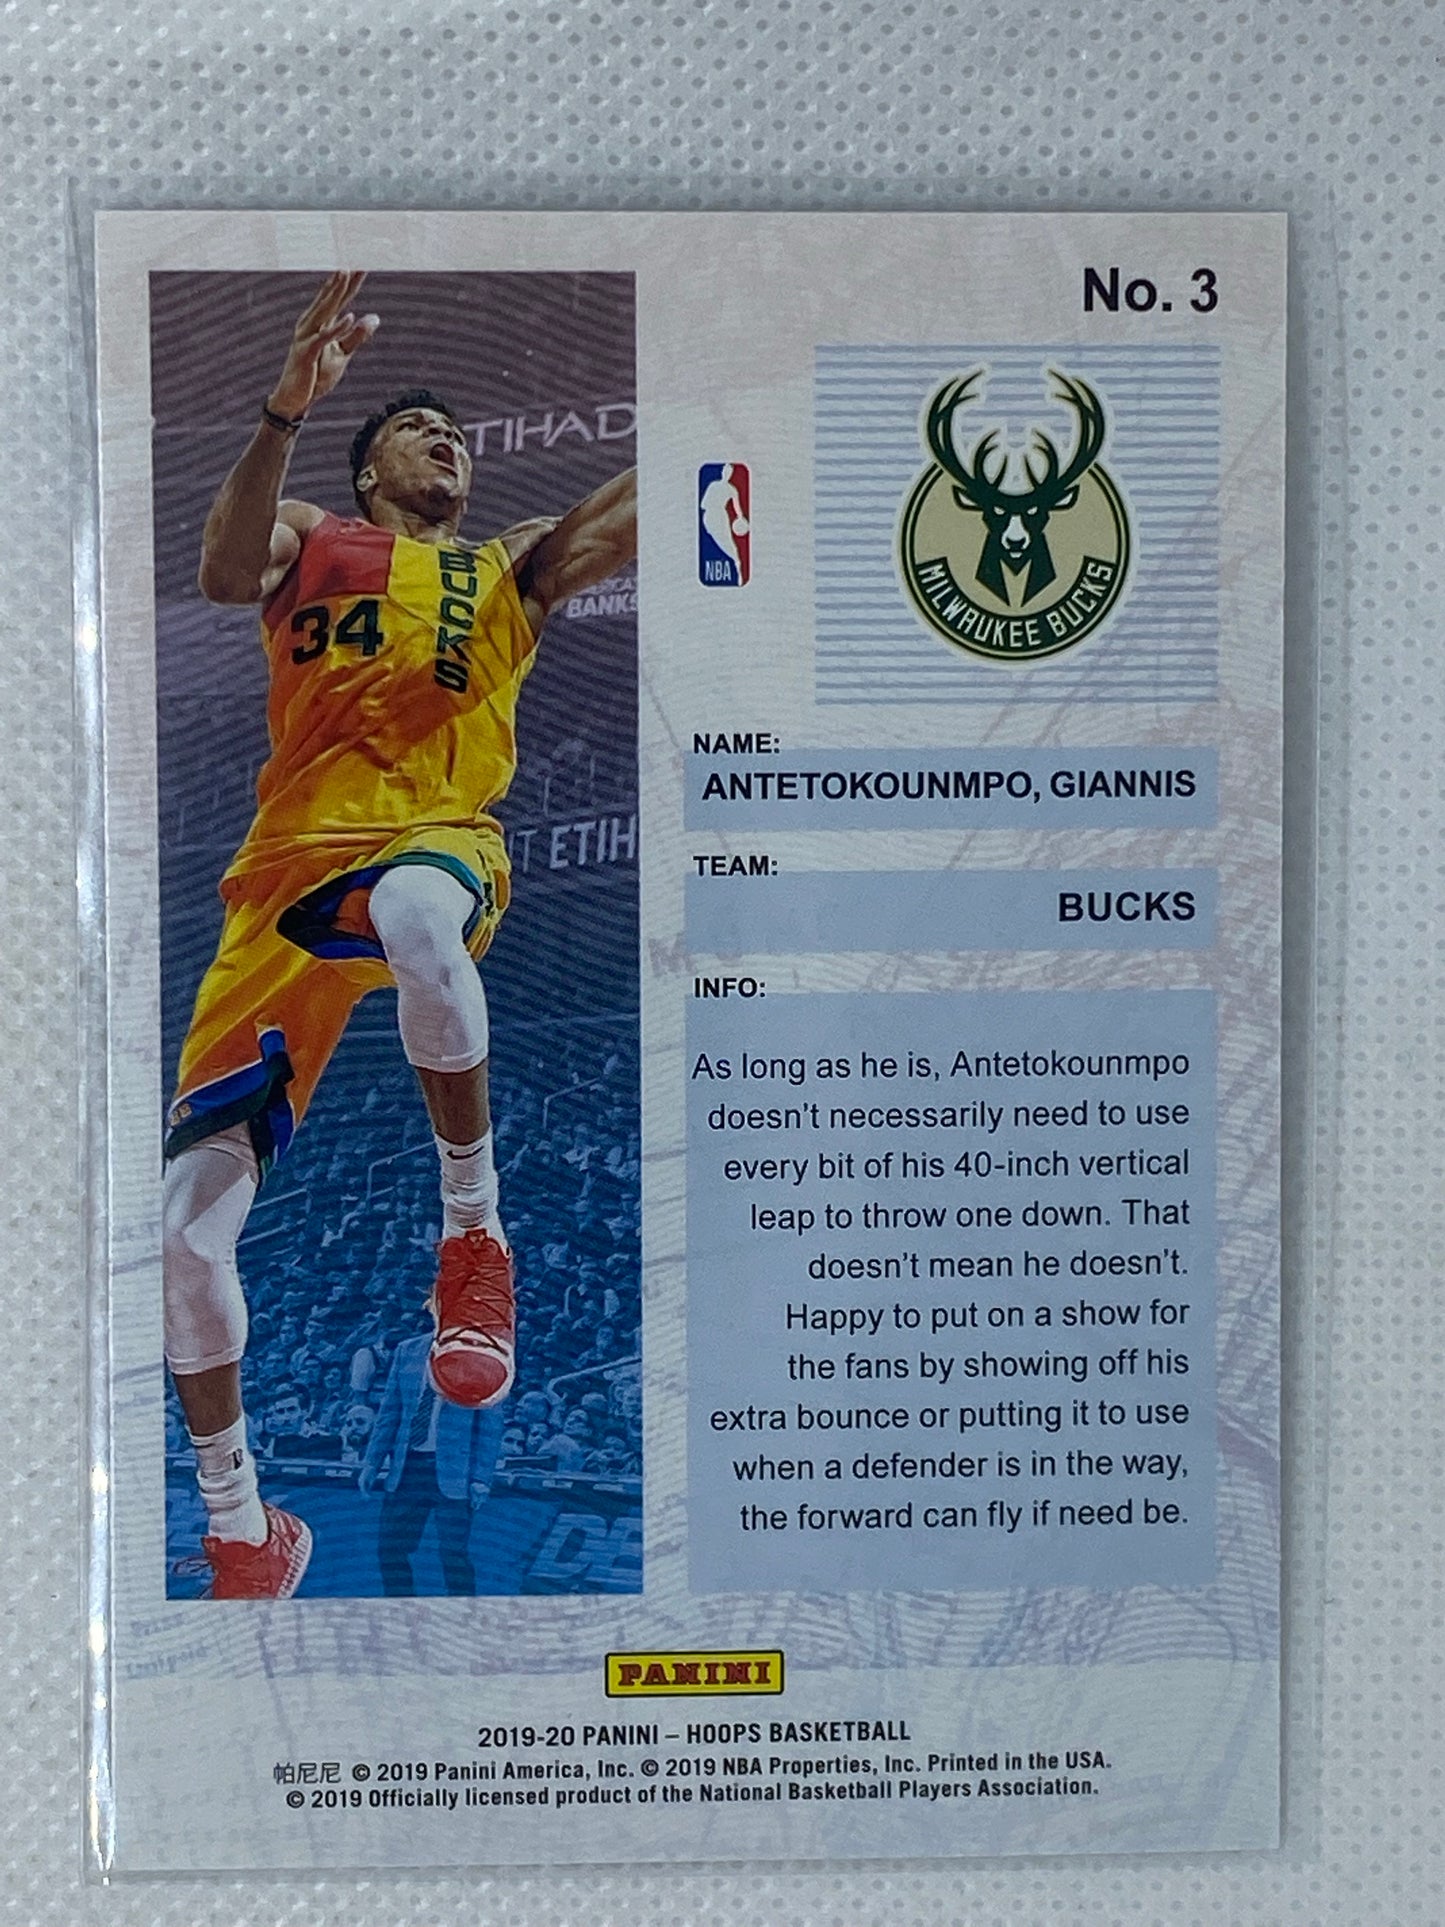 No. 3
ETIHAD
BANKS
34
BUCKS
NBA
MILWAUKEE BUCKS
NAME:
ANTETOKOUNMPO, GIANNIS
ETIH
TEAM:
BUCKS
INFO:
As long as he is, Antetokounmpo
doesn't necessarily need to use
every bit of his 40-inch vertical
leap to throw one down. That
doesn't mean he doesn't.
Happy to put on a show for
the fans by showing off his
extra bounce or putting it to use
when a defender is in the way,
the forward can fly if need be.
PANINI
2019-20 PANINI – HOOPS BASKETBALL
帕尼尼 © 2019 Panini America, Inc. © 2019 NBA Properties, Inc. Printed in the USA.
© 2019 Officially licensed product of the National Basketball Players Association.